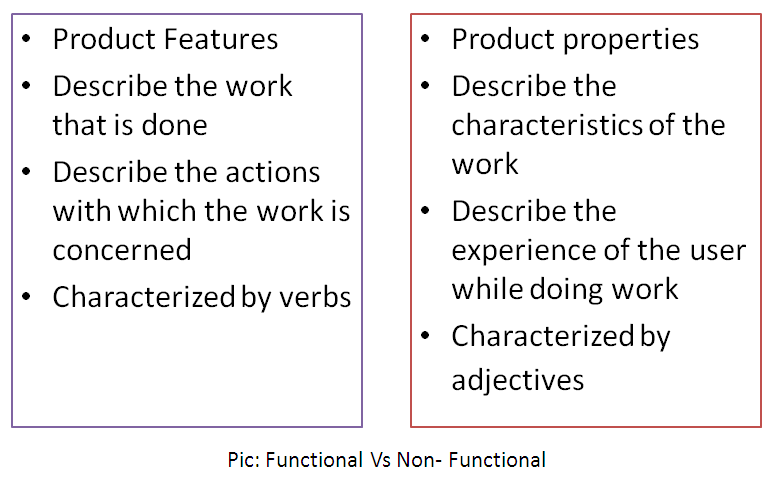 • Product Features
• Describe the work
that is done
• Describe the actions
with which the work is
concerned
• Characterized by verbs
• Product properties
• Describe the
characteristics of the
work
• Describe the
experience of the user
while doing work
• Characterized by
adjectives
Pic: Functional Vs Non- Functional